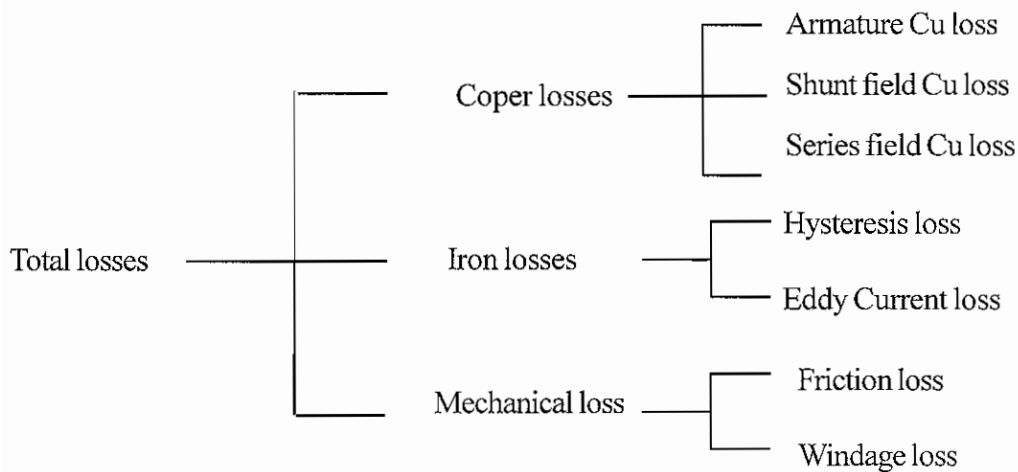 Total losses
Coper losses
Armature Cu loss
Shunt field Cu loss
Series field Cu loss
Iron losses
Hysteresis loss
Eddy Current loss
Mechanical loss
Friction loss
Windage loss